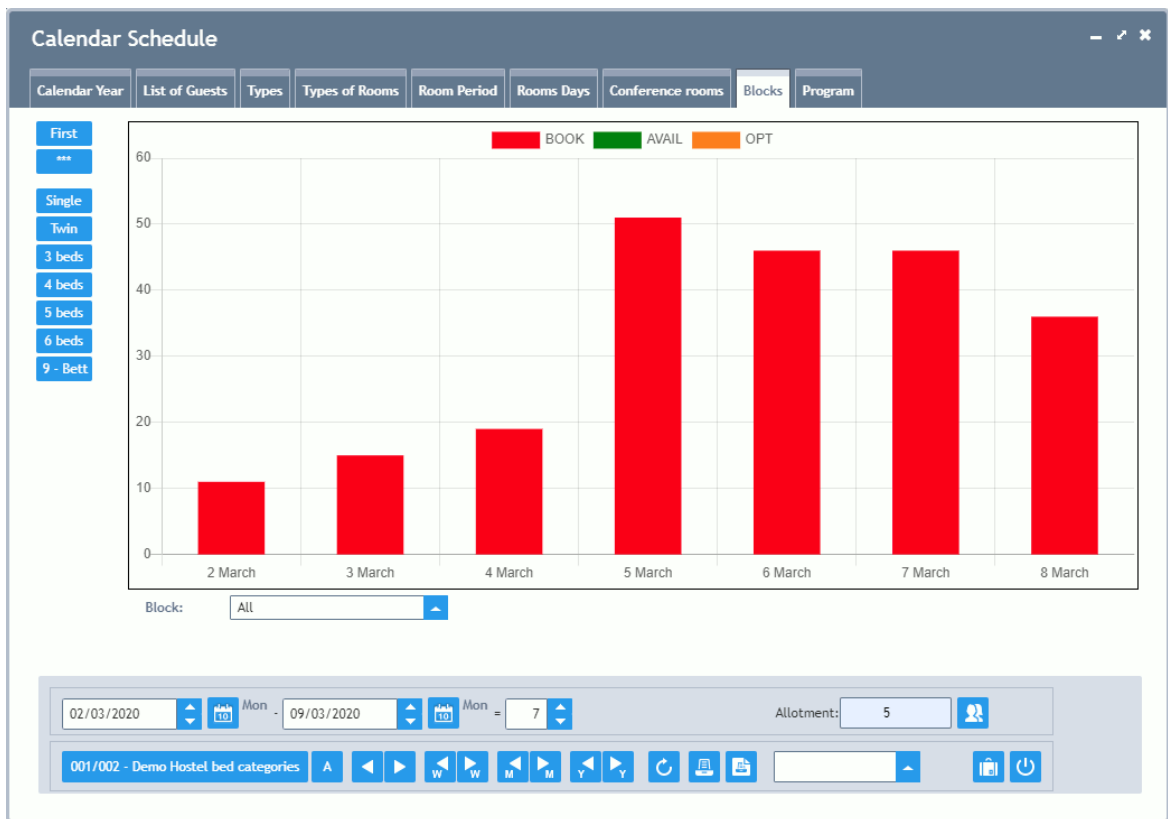 Calendar Schedule
Calendar Year List of Guests Types Types of Rooms Room Period Rooms Days Conference rooms Blocks Program
First
***
Single
Twin
3 beds
4 beds
5 beds
6 beds
9 - Bett
BOOK AVAIL OPT
60
50
40
30
20
10
0
2 March 3 March 4 March 5 March 6 March 7 March 8 March
Block: All
02/03/2020 10 Mon - 09/03/2020 10 Mon = 7 Allotment: 5
001/002 - Demo Hostel bed categories A W W M M Y Y